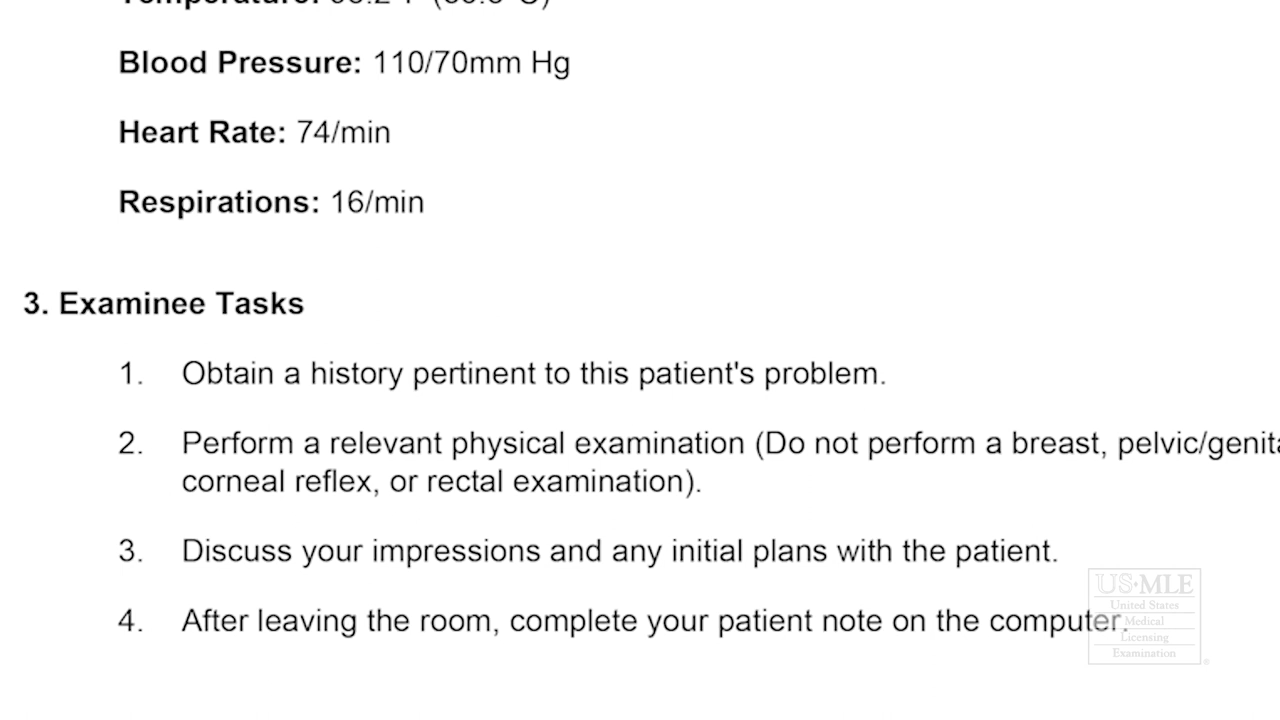 Blood Pressure: 110/70mm Hg
Heart Rate: 74/min
Respirations: 16/min
3. Examinee Tasks
1. Obtain a history pertinent to this patient's problem.
2. Perform a relevant physical examination (Do not perform a breast,
corneal reflex, or rectal examination).
3. Discuss your impressions and any initial plans with the patient.
4. After leaving the room, complete your patient note on the computer.
US·MLE
United States
Medical
Licensing
Examination
®